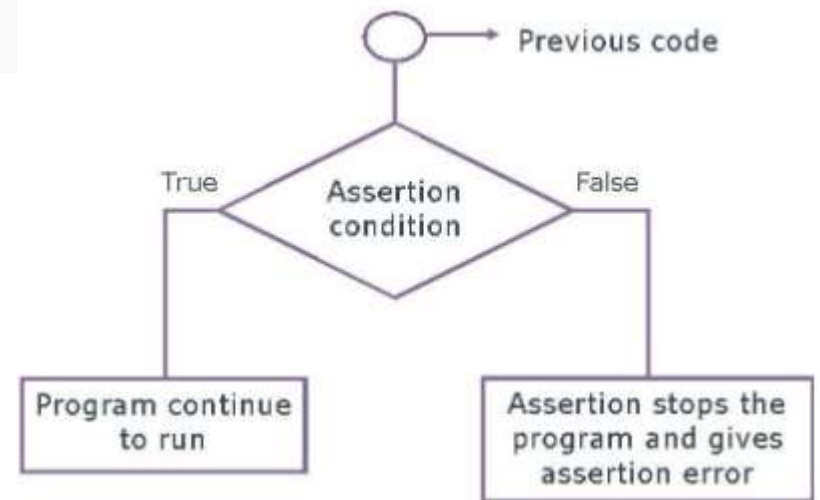 Previous code
True
False
Assertion
condition
Program continue
to run
Assertion stops the
program and gives
assertion error